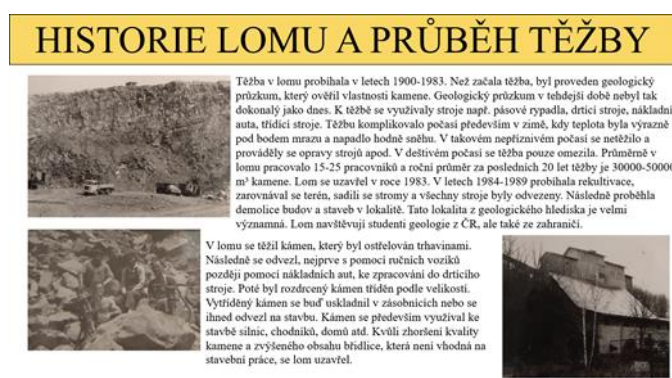 HISTORIE LOMU A PRŮBĚH TĚŽBY
Těžba v lomu probíhala v letech 1900-1983. Než začala těžba, byl proveden geologický
průzkum, který ověřil vlastnosti kamene. Geologický průzkum v tehdejší době nebyl tak
dokonalý jako dnes. K těžbě se využívaly stroje např. pásové rypadla, drtící stroje, nákladní
auta, třídící stroje. Těžbu komplikovalo počasí především v zimě, kdy teplota byla výrazně
pod bodem mrazu a napadlo hodně sněhu. V takovém nepříznivém počasí se netěžilo a
prováděly se opravy strojů apod. V deštivém počasí se těžba pouze omezila. Průměrně v
lomu pracovalo 15-25 pracovníků a roční průměr za posledních 20 let těžby je 30000-50000
m³ kamene. Lom se uzavřel v roce 1983. V letech 1984-1989 probíhala rekultivace,
zarovnával se terén, sadili se stromy a všechny stroje byly odvezeny. Následně proběhla
demolice budov a staveb v lokalitě. Tato lokalita z geologického hlediska je velmi
významná. Lom navštěvují studenti geologie z ČR, ale také ze zahraničí.
V lomu se těžil kámen, který byl ostřelován trhavinami.
Následně se odvezl, nejprve s pomocí ručních vozíků
později pomocí nákladních aut, ke zpracování do drtícího
stroje. Poté byl rozdrcený kámen tříděn podle velikosti.
Vytříděný kámen se buď uskladnil v zásobnících nebo se
ihned odvezl na stavbu. Kámen se především využíval ke
stavbě silnic, chodníků, domů atd. Kvůli zhoršení kvality
kamene a zvýšeného obsahu břidlice, která není vhodná na
stavební práce, se lom uzavřel.